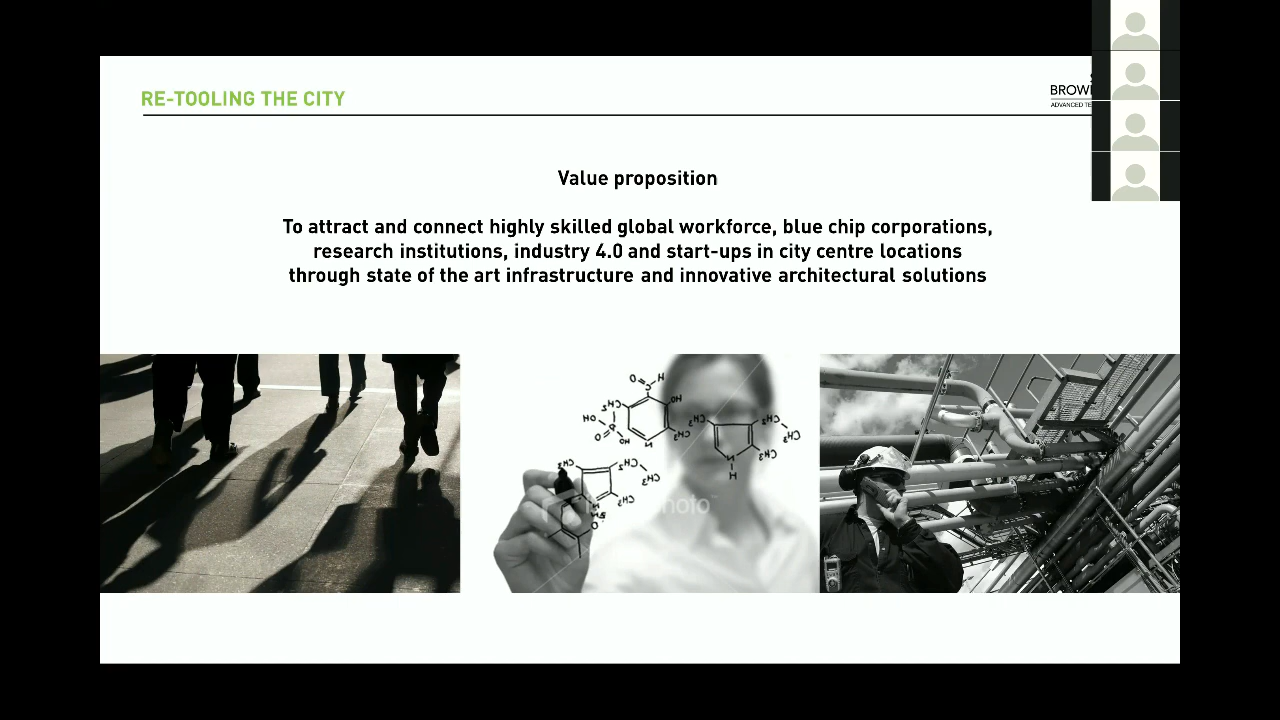 RE-TOOLING THE CITY
Value proposition
To attract and connect highly skilled global workforce, blue chip corporations,
research institutions, industry 4.0 and start-ups in city centre locations
through state of the art infrastructure and innovative architectural solutions